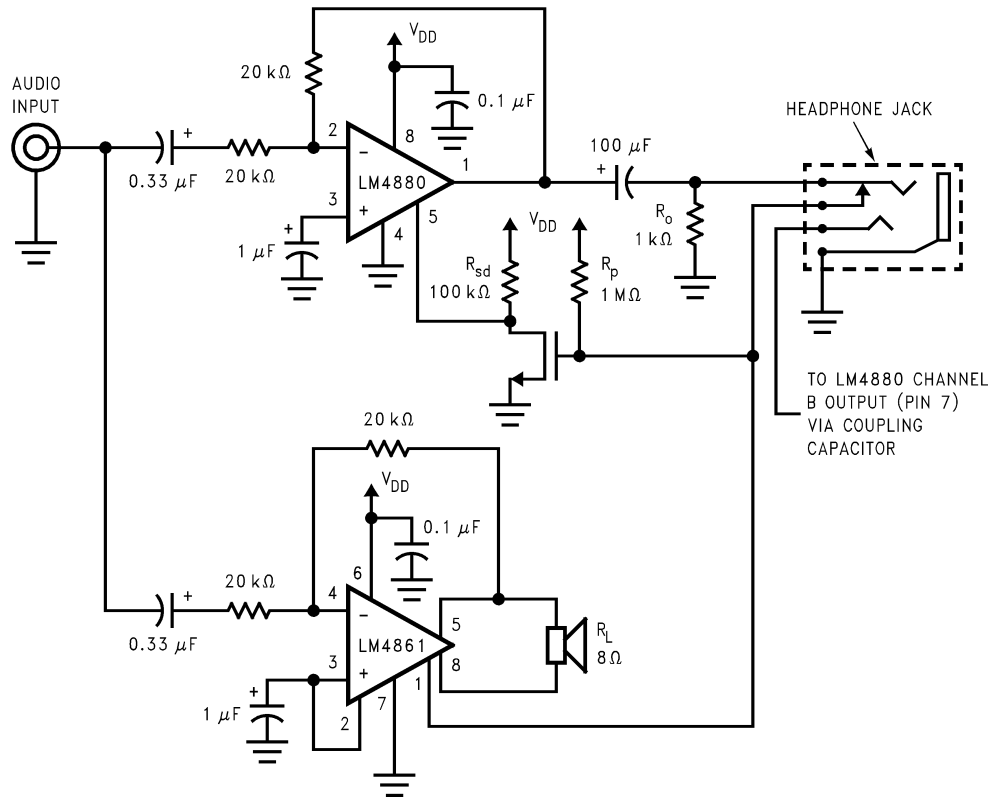 AUDIO
INPUT
0.33 µF
+
20 kΩ
20 kΩ
V_DD
0.1 µF
2
8
−
LM4880
1
3
+
5
4
+
1 µF
100 µF
+
R_o
1 kΩ
HEADPHONE JACK
V_DD
R_sd
100 kΩ
R_p
1 MΩ
TO LM4880 CHANNEL
B OUTPUT (PIN 7)
VIA COUPLING
CAPACITOR
20 kΩ
V_DD
0.1 µF
6
20 kΩ
+
0.33 µF
4
−
LM4861
5
8
3
+
1
7
2
+
1 µF
R_L
8Ω